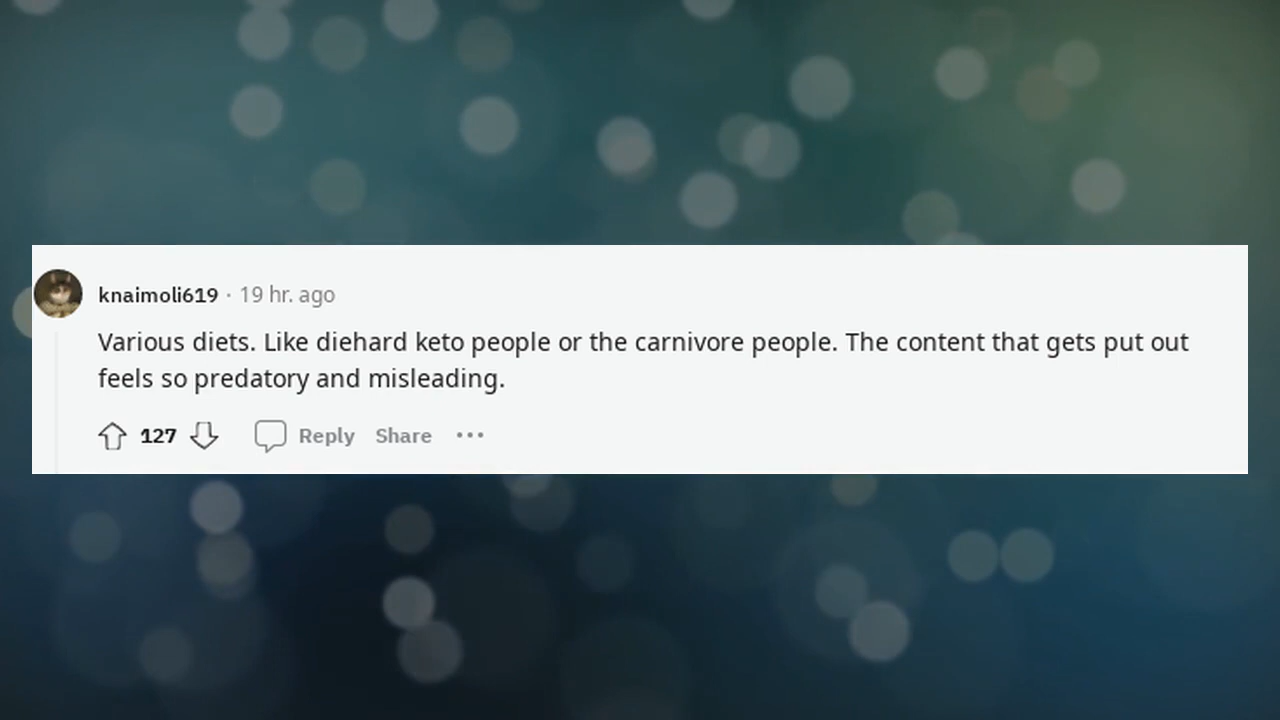 knaimoli619 · 19 hr. ago
Various diets. Like diehard keto people or the carnivore people. The content that gets put out
feels so predatory and misleading.
127 Reply Share ...